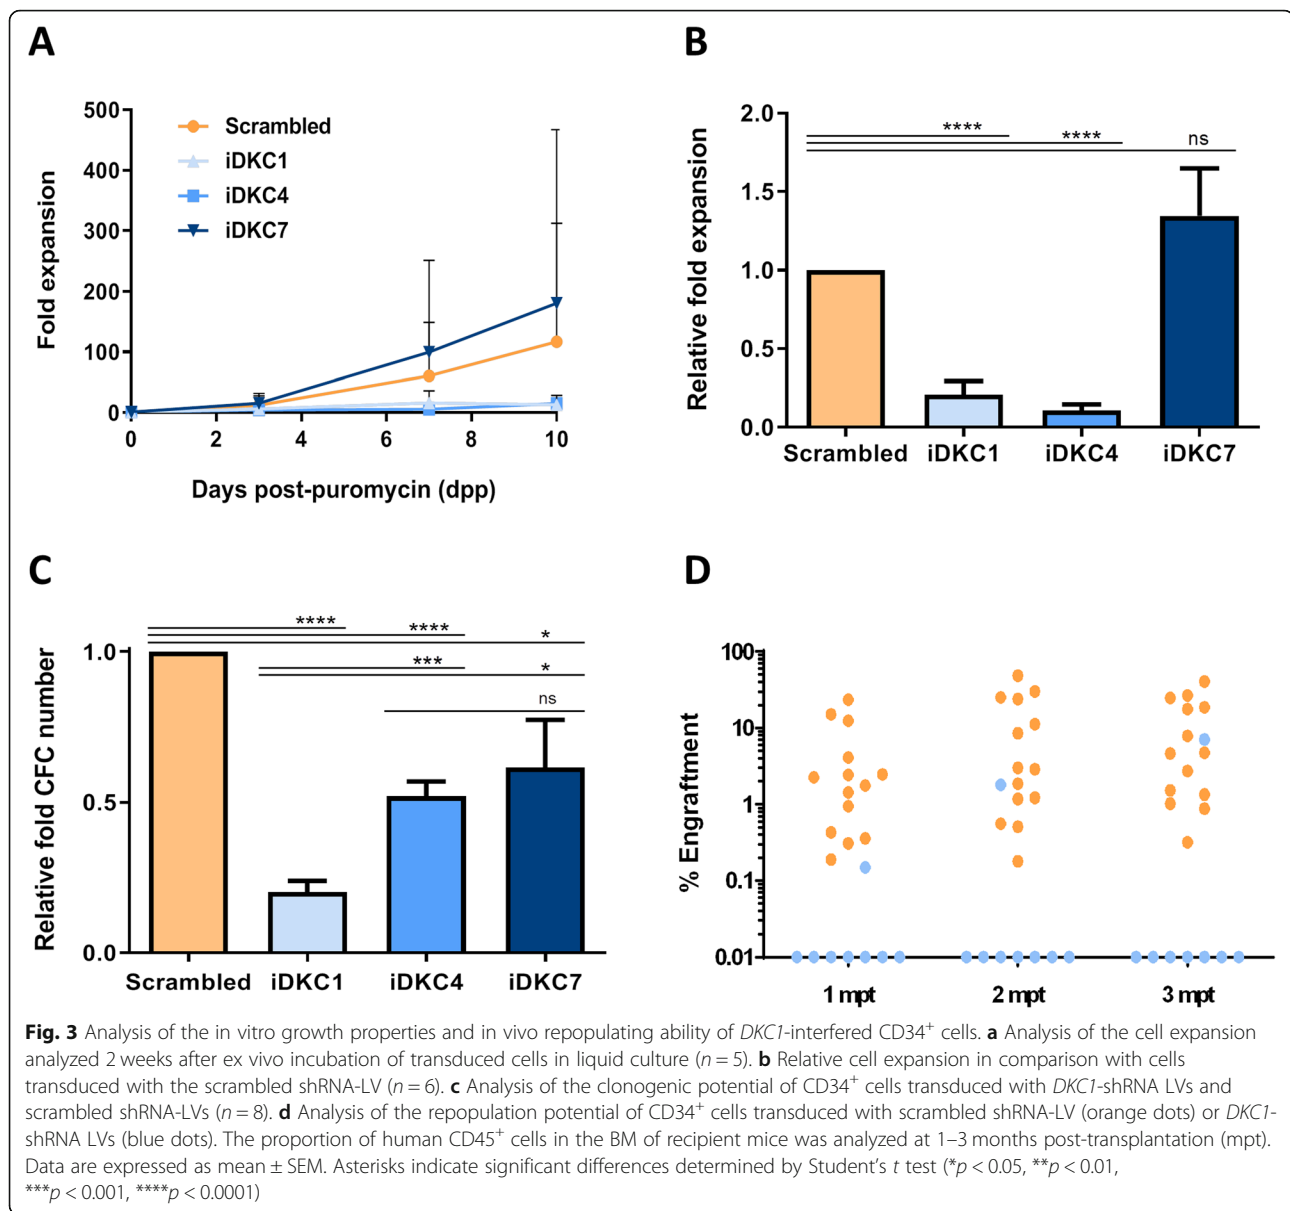 A
500
400
300
200
100
0
Fold expansion
Scrambled
iDKC1
iDKC4
iDKC7
0 2 4 6 8 10
Days post-puromycin (dpp)
B
2.0
1.5
1.0
0.5
0.0
Relative fold expansion
**** **** ns
Scrambled iDKC1 iDKC4 iDKC7
C
1.0
0.5
0.0
Relative fold CFC number
**** **** *
*** *
ns
Scrambled iDKC1 iDKC4 iDKC7
D
100
10
1
0.1
0.01
% Engraftment
1 mpt 2 mpt 3 mpt
Fig. 3 Analysis of the in vitro growth properties and in vivo repopulating ability of DKC1-interfered CD34+ cells. a Analysis of the cell expansion
analyzed 2 weeks after ex vivo incubation of transduced cells in liquid culture (n = 5). b Relative cell expansion in comparison with cells
transduced with the scrambled shRNA-LV (n = 6). c Analysis of the clonogenic potential of CD34+ cells transduced with DKC1-shRNA LVs and
scrambled shRNA-LVs (n = 8). d Analysis of the repopulation potential of CD34+ cells transduced with scrambled shRNA-LV (orange dots) or DKC1-
shRNA LVs (blue dots). The proportion of human CD45+ cells in the BM of recipient mice was analyzed at 1–3 months post-transplantation (mpt).
Data are expressed as mean ± SEM. Asterisks indicate significant differences determined by Student's t test (*p < 0.05, **p < 0.01,
***p < 0.001, ****p < 0.0001)